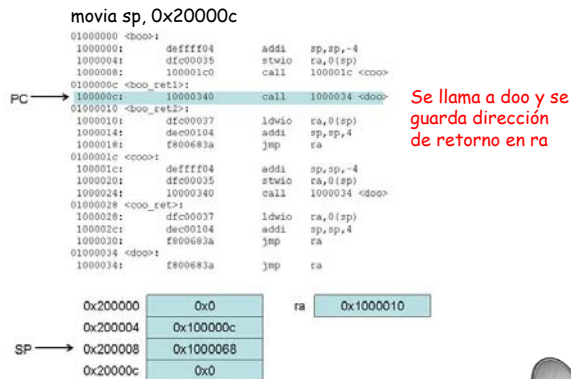 movia sp, 0x20000c
01000000 <boo>:
1000000: deffff04 addi sp,sp,-4
1000004: dfc00035 stwio ra,0(sp)
1000008: 100001c0 call 100001c <coo>
0100000c <boo_ret1>:
PC 100000c: 10000340 call 1000034 <doo>
01000010 <boo_ret2>:
1000010: dfc00037 ldwio ra,0(sp)
1000014: dec00104 addi sp,sp,4
1000018: f800683a jmp ra
0100001c <coo>:
100001c: deffff04 addi sp,sp,-4
1000020: dfc00035 stwio ra,0(sp)
1000024: 10000340 call 1000034 <doo>
01000028 <coo_ret>:
1000028: dfc00037 ldwio ra,0(sp)
100002c: dec00104 addi sp,sp,4
1000030: f800683a jmp ra
01000034 <doo>:
1000034: f800683a jmp ra
Se llama a doo y se
guarda dirección
de retorno en ra
0x200000 0x0 ra 0x1000010
0x200004 0x100000c
SP 0x200008 0x1000068
0x20000c 0x0